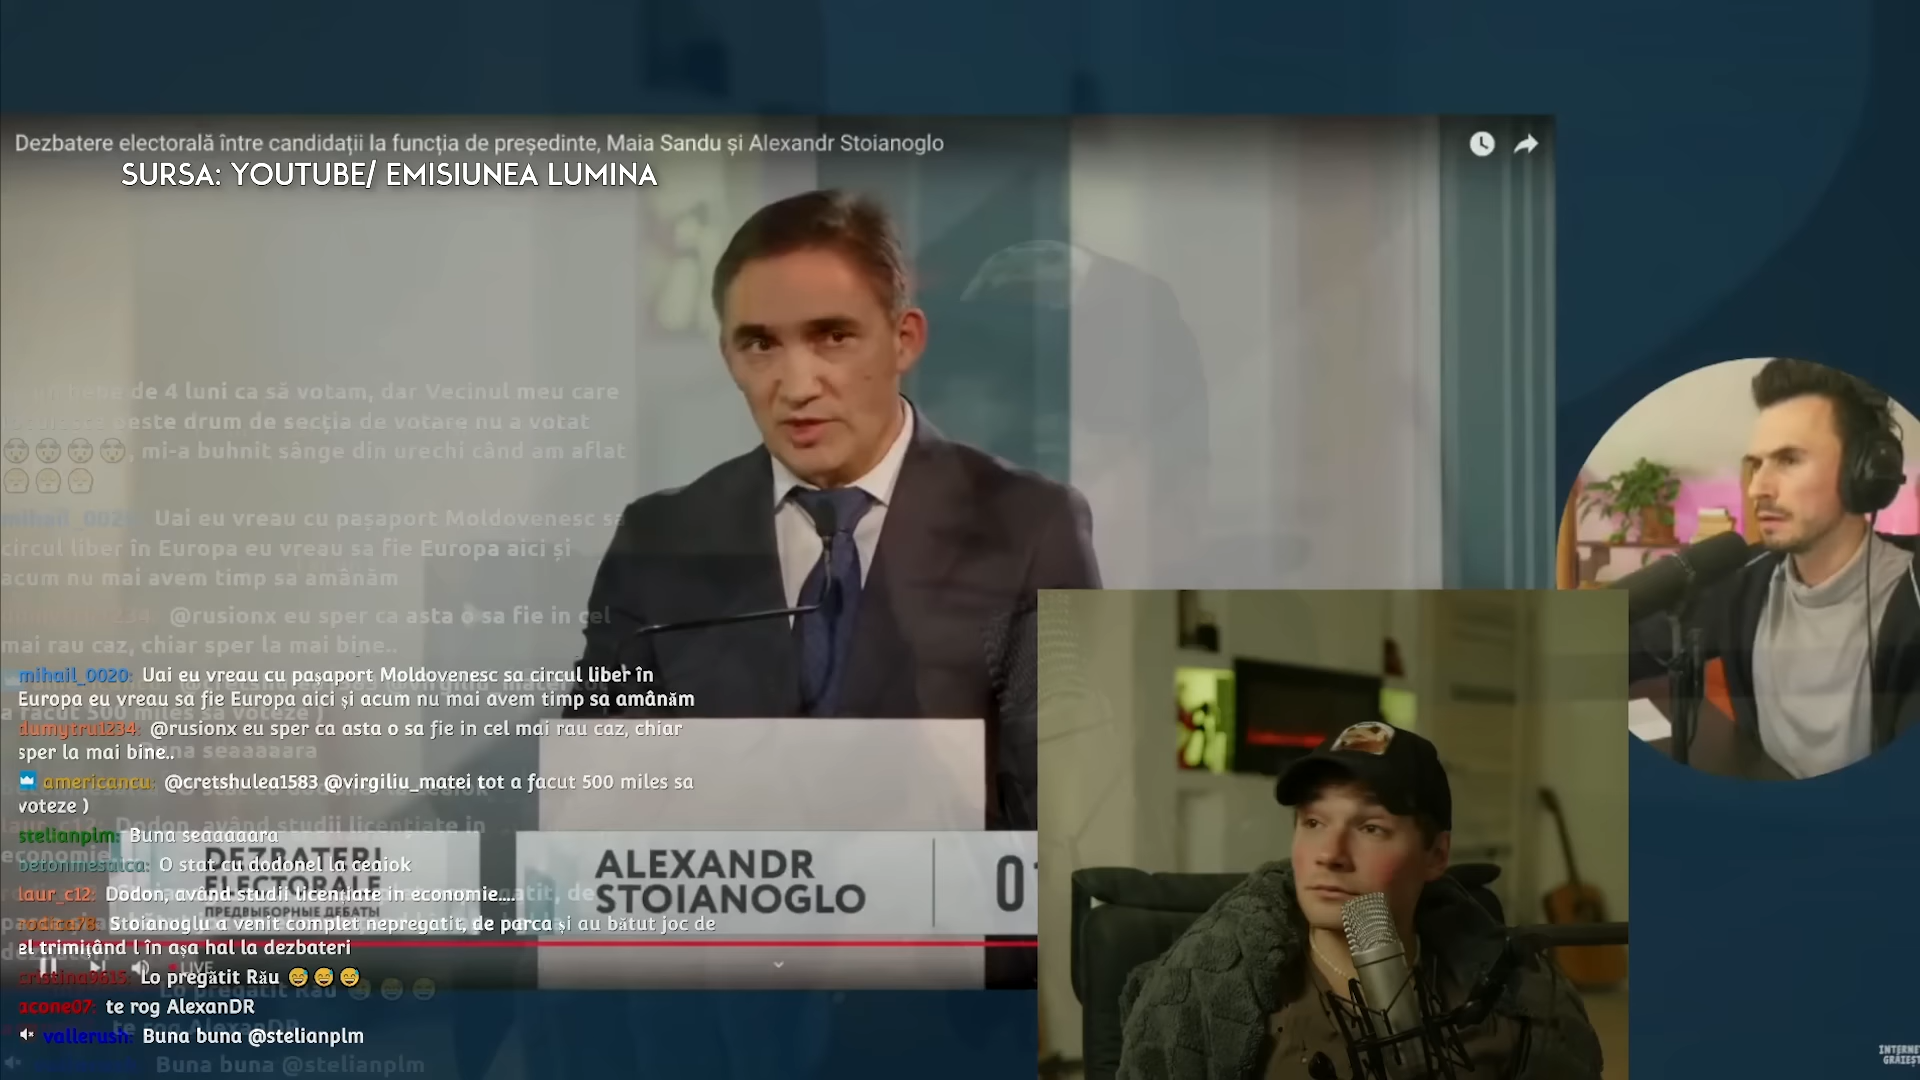 Dezbatere electorală între candidații la funcția de președinte, Maia Sandu și Alexandr Stoianoglo
SURSA: YOUTUBE/ EMISIUNEA LUMINA
de 4 luni ca să votam, dar Vecinul meu care
peste drum de secția de votare nu a votat
, mi-a buhnit sânge din urechi când am aflat
mihail_0020: Uai eu vreau cu pașaport Moldovenesc sa
circul liber în Europa eu vreau sa fie Europa aici și
acum nu mai avem timp sa amânăm
@rusionx eu sper ca asta o sa fie in cel
mai rau caz, chiar sper la mai bine..
mihail_0020: Uai eu vreau cu pașaport Moldovenesc sa circul liber în
Europa eu vreau sa fie Europa aici și acum nu mai avem timp sa amânăm
dumytru1234: @rusionx eu sper ca asta o sa fie in cel mai rau caz, chiar
sper la mai bine..
americancu: @cretshulea1583 @virgiliu_matei tot a facut 500 miles sa
voteze )
stelianplm: Buna seaaaaara
betonmesalca: O stat cu dodonel la ceaiok
laur_c12: Dodon, având studii licențiate in economie....
rodica78: Stoianoglu a venit complet nepregatit, de parca și au bătut joc de
el trimițând l în așa hal la dezbateri
cristina9615: Lo pregătit Rău 😅😅😅
acone07: te rog AlexanDR
vallerush: Buna buna @stelianplm
Buna buna @stelianplm
DEZBATERI
ELECTORALE
ПРЕДВЫБОРНЫЕ ДЕБАТЫ
ALEXANDR
STOIANOGLO
LIVE